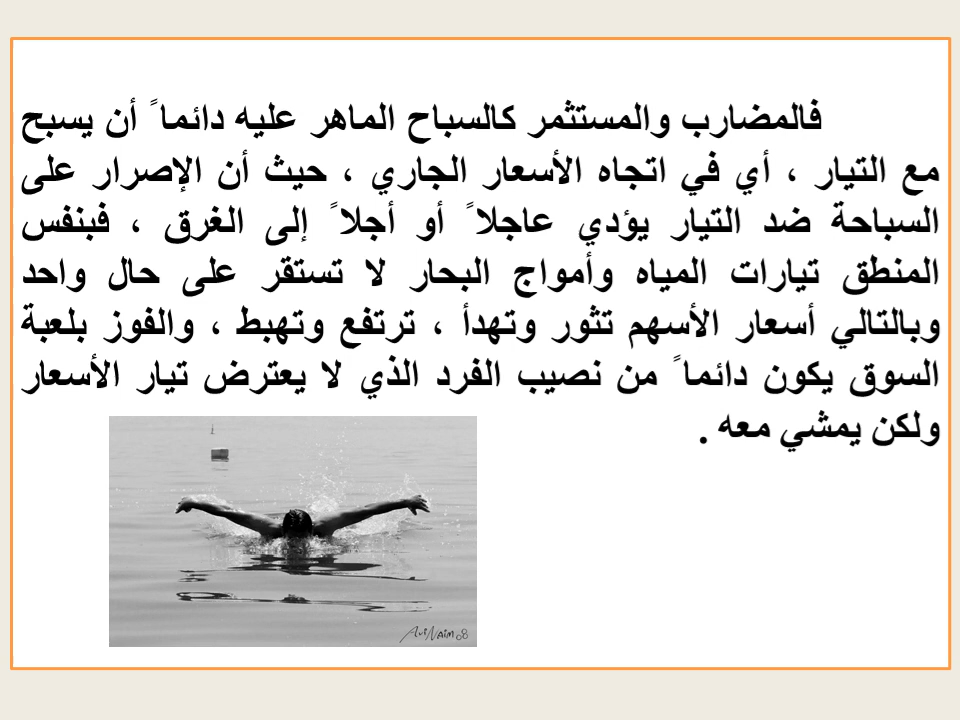 فالمضارب والمستثمر كالسباح الماهر عليه دائما ً أن يسبح
مع التيار ، أي في اتجاه الأسعار الجاري ، حيث أن الإصرار على
السباحة ضد التيار يؤدي عاجلا ً أو أجلا ً إلى الغرق ، فبنفس
المنطق تيارات المياه وأمواج البحار لا تستقر على حال واحد
وبالتالي أسعار الأسهم تثور وتهدأ ، ترتفع وتهبط ، والفوز بلعبة
السوق يكون دائما ً من نصيب الفرد الذي لا يعترض تيار الأسعار
ولكن يمشي معه .
Avi Naim 08